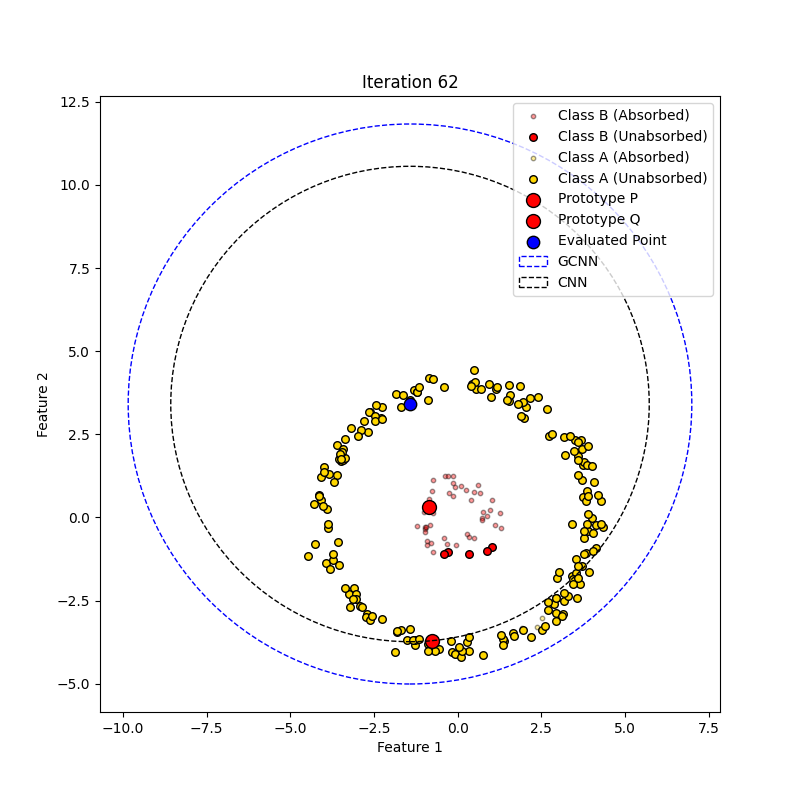 Iteration 62
12.5
10.0
7.5
5.0
2.5
0.0
−2.5
−5.0
Feature 2
Class B (Absorbed)
Class B (Unabsorbed)
Class A (Absorbed)
Class A (Unabsorbed)
Prototype P
Prototype Q
Evaluated Point
GCNN
CNN
−10.0 −7.5 −5.0 −2.5 0.0 2.5 5.0 7.5
Feature 1